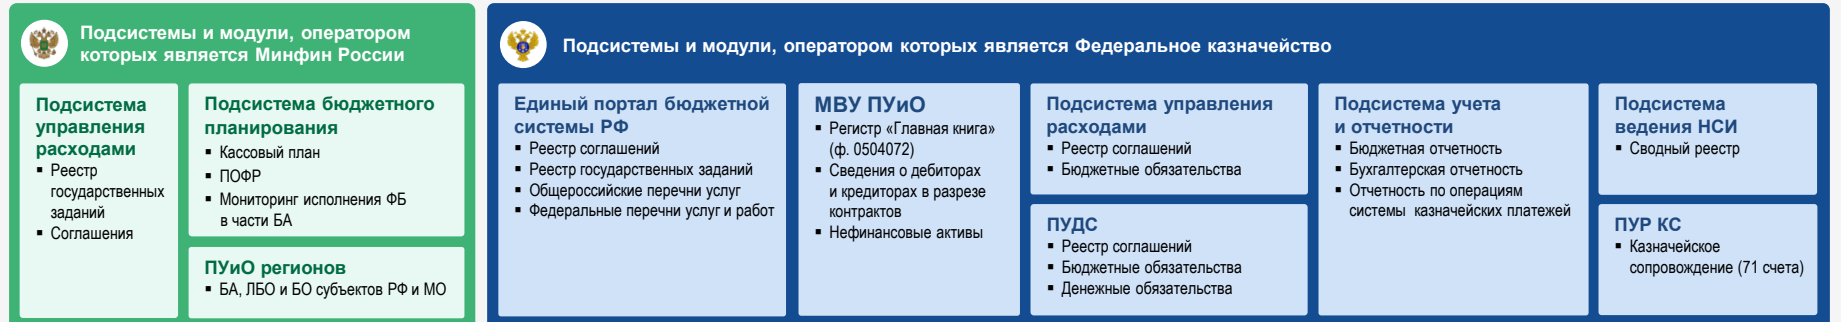 Подсистемы и модули, оператором
которых является Минфин России
Подсистема
управления
расходами
▪ Реестр
государственных
заданий
▪ Соглашения
Подсистема бюджетного
планирования
▪ Кассовый план
▪ ПОФР
▪ Мониторинг исполнения ФБ
в части БА
ПУиО регионов
▪ БА, ЛБО и БО субъектов РФ и МО
Подсистемы и модули, оператором которых является Федеральное казначейство
Единый портал бюджетной
системы РФ
▪ Реестр соглашений
▪ Реестр государственных заданий
▪ Общероссийские перечни услуг
▪ Федеральные перечни услуг и работ
МВУ ПУиО
▪ Регистр «Главная книга»
(ф. 0504072)
▪ Сведения о дебиторах
и кредиторах в разрезе
контрактов
▪ Нефинансовые активы
Подсистема управления
расходами
▪ Реестр соглашений
▪ Бюджетные обязательства
ПУДС
▪ Реестр соглашений
▪ Бюджетные обязательства
▪ Денежные обязательства
Подсистема учета
и отчетности
▪ Бюджетная отчетность
▪ Бухгалтерская отчетность
▪ Отчетность по операциям
системы казначейских платежей
Подсистема
ведения НСИ
▪ Сводный реестр
ПУР КС
▪ Казначейское
сопровождение (71 счета)